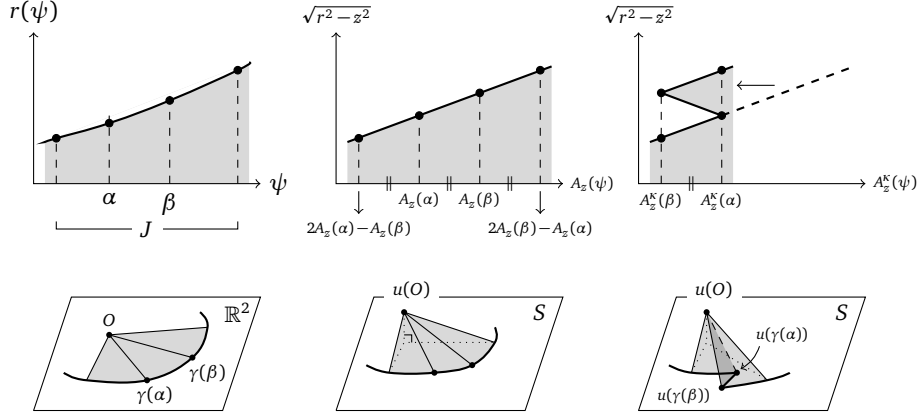 r(ψ)
ψ
α
β
J
√r²−z²
A_z(ψ)
A_z(α)
A_z(β)
2A_z(α)−A_z(β)
2A_z(β)−A_z(α)
√r²−z²
A_z^κ(ψ)
A_z^κ(β)
A_z^κ(α)
ℝ²
O
γ(β)
γ(α)
u(O)
S
u(O)
S
u(γ(α))
u(γ(β))